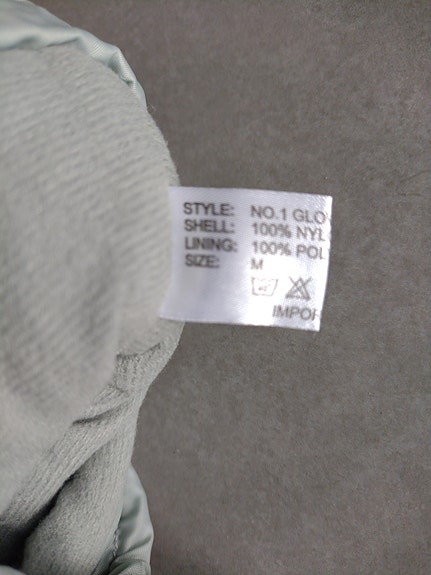 STYLE: NO.1 GLO
SHELL: 100% NYL
LINING: 100% POL
SIZE: M
IMPOR